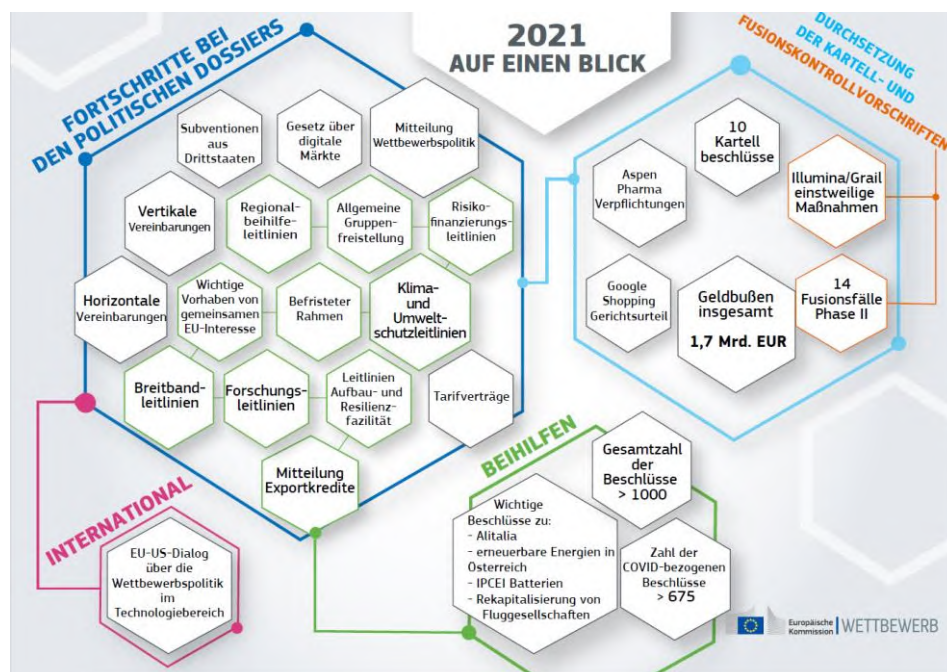 2021
AUF EINEN BLICK
FORTSCHRITTE BEI
DEN POLITISCHEN DOSSIERS
Subventionen
aus
Drittstaaten
Gesetz über
digitale
Märkte
Mitteilung
Wettbewerbspolitik
Vertikale
Vereinbarungen
Regional-
beihilfe-
leitlinien
Allgemeine
Gruppen-
freistellung
Risiko-
finanzierungs-
leitlinien
Horizontale
Vereinbarungen
Wichtige
Vorhaben von
gemeinsamen
EU-Interesse
Befristeter
Rahmen
Klima-
und
Umwelt-
schutzleitlinien
Breitband-
leitlinien
Forschungs-
leitlinien
Leitlinien
Aufbau- und
Resilienz-
fazilität
Tarifverträge
Mitteilung
Exportkredite
DURCHSETZUNG
DER KARTELL- UND
FUSIONSKONTROLLVORSCHRIFTEN
10
Kartell
beschlüsse
Aspen
Pharma
Verpflichtungen
Illumina/Grail
einstweilige
Maßnahmen
Google
Shopping
Gerichtsurteil
Geldbußen
insgesamt
1,7 Mrd. EUR
14
Fusionsfälle
Phase II
INTERNATIONAL
EU-US-Dialog
über die
Wettbewerbspolitik
im
Technologiebereich
BEIHILFEN
Gesamtzahl
der
Beschlüsse
> 1000
Wichtige
Beschlüsse zu:
- Alitalia
- erneuerbare Energien in
Österreich
- IPCEI Batterien
- Rekapitalisierung von
Fluggesellschaften
Zahl der
COVID-bezogenen
Beschlüsse
> 675
Europäische
Kommission
WETTBEWERB